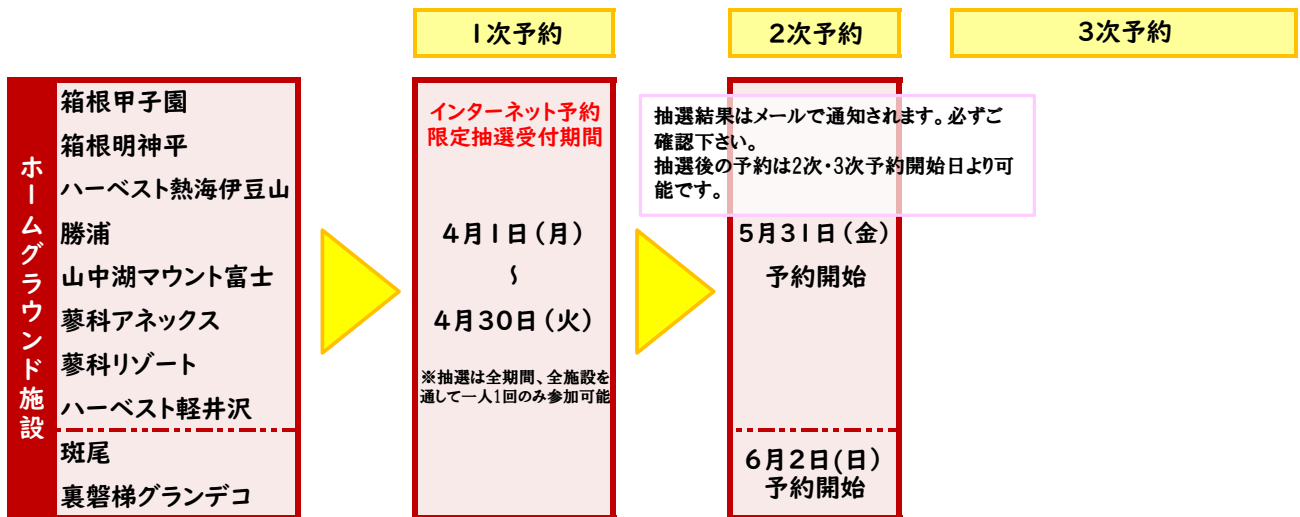 1次予約
2次予約
3次予約
ホームグラウンド施設
箱根甲子園
箱根明神平
ハーベスト熱海伊豆山
勝浦
山中湖マウント富士
蓼科アネックス
蓼科リゾート
ハーベスト軽井沢
斑尾
裏磐梯グランデコ
インターネット予約
限定抽選受付期間
4月1日(月)
~
4月30日(火)
※抽選は全期間、全施設を
通して一人1回のみ参加可能
抽選結果はメールで通知されます。必ずご
確認下さい。
抽選後の予約は2次・3次予約開始日より可
能です。
5月31日(金)
予約開始
6月2日(日)
予約開始